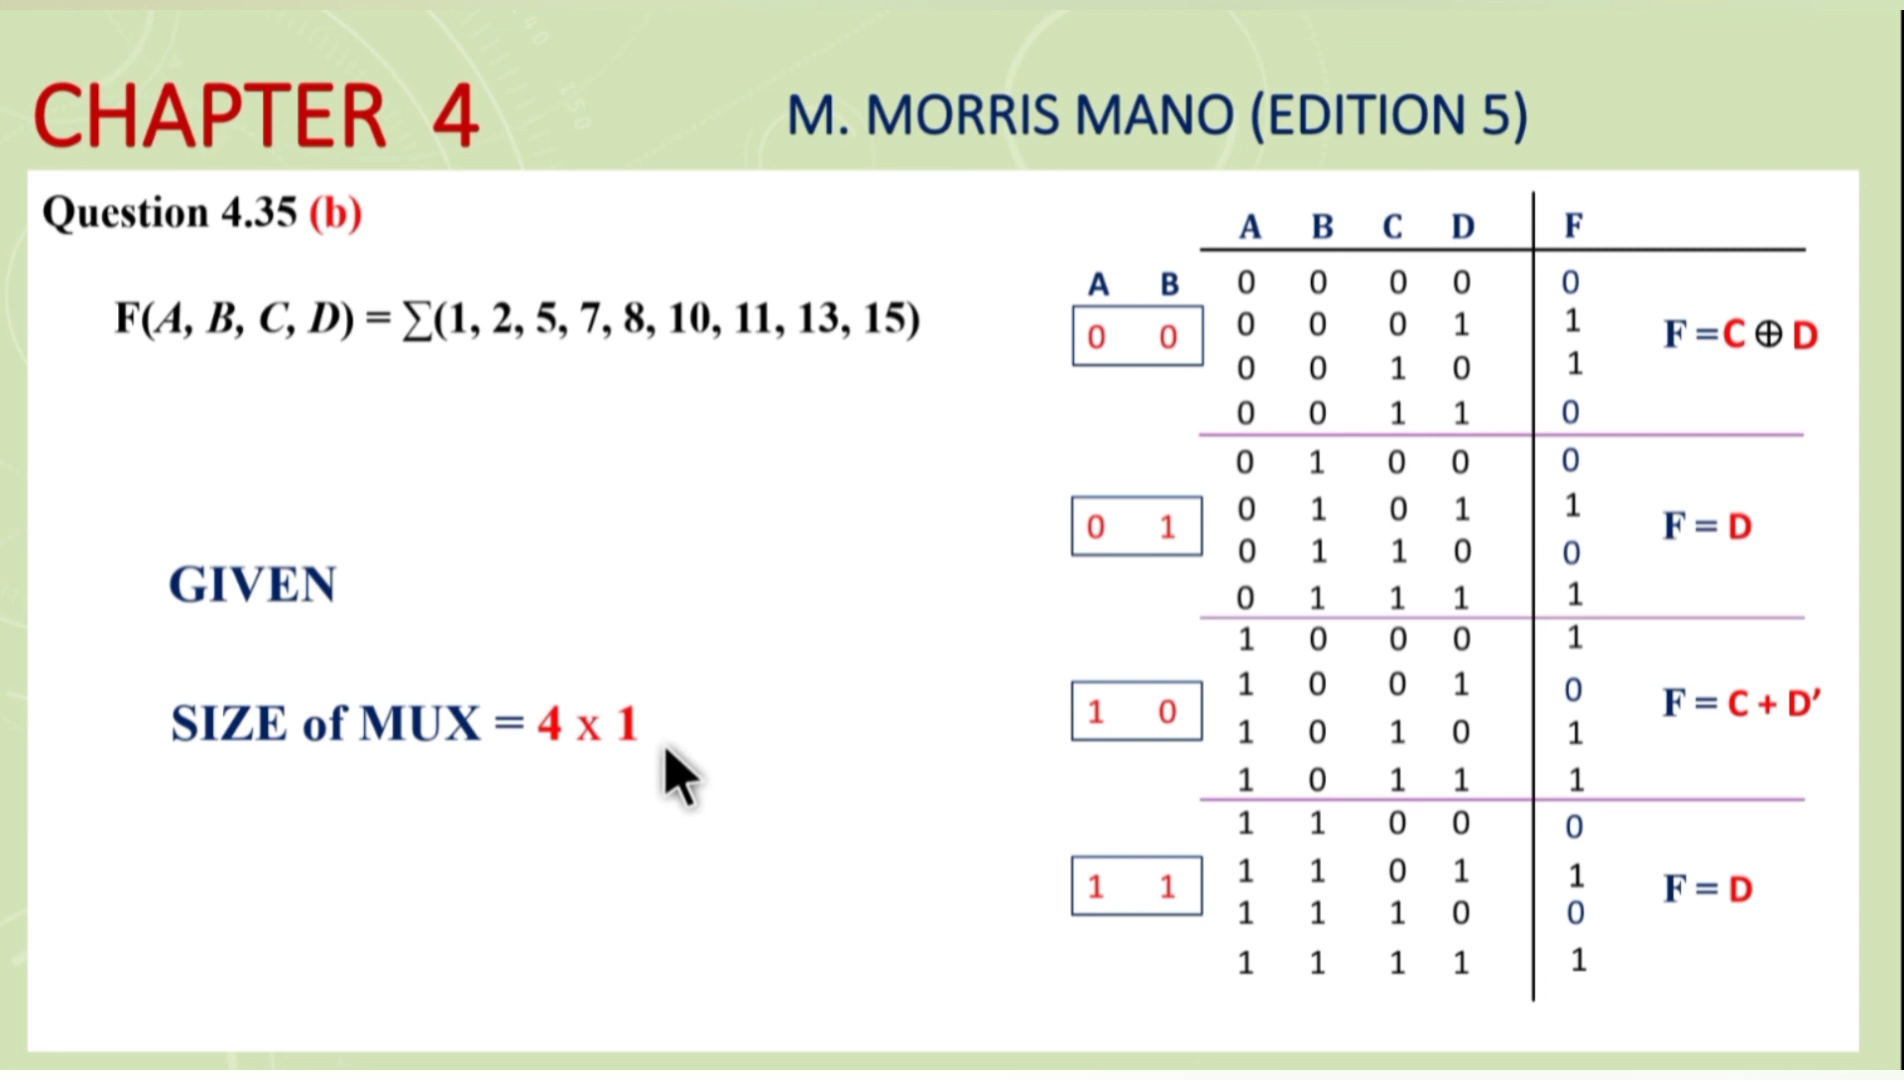 CHAPTER 4
M. MORRIS MANO (EDITION 5)
Question 4.35 (b)
F(A, B, C, D) = ∑(1, 2, 5, 7, 8, 10, 11, 13, 15)
GIVEN
SIZE of MUX = 4 x 1
A B C D F
A B
0 0
0 0 0 0 0
0 0 0 1 1
0 0 1 0 1
0 0 1 1 0
F =C ⊕ D
0 1
0 1 0 0 0
0 1 0 1 1
0 1 1 0 0
0 1 1 1 1
F = D
1 0
1 0 0 0 1
1 0 0 1 0
1 0 1 0 1
1 0 1 1 1
F = C + D’
1 1
1 1 0 0 0
1 1 0 1 1
1 1 1 0 0
1 1 1 1 1
F = D